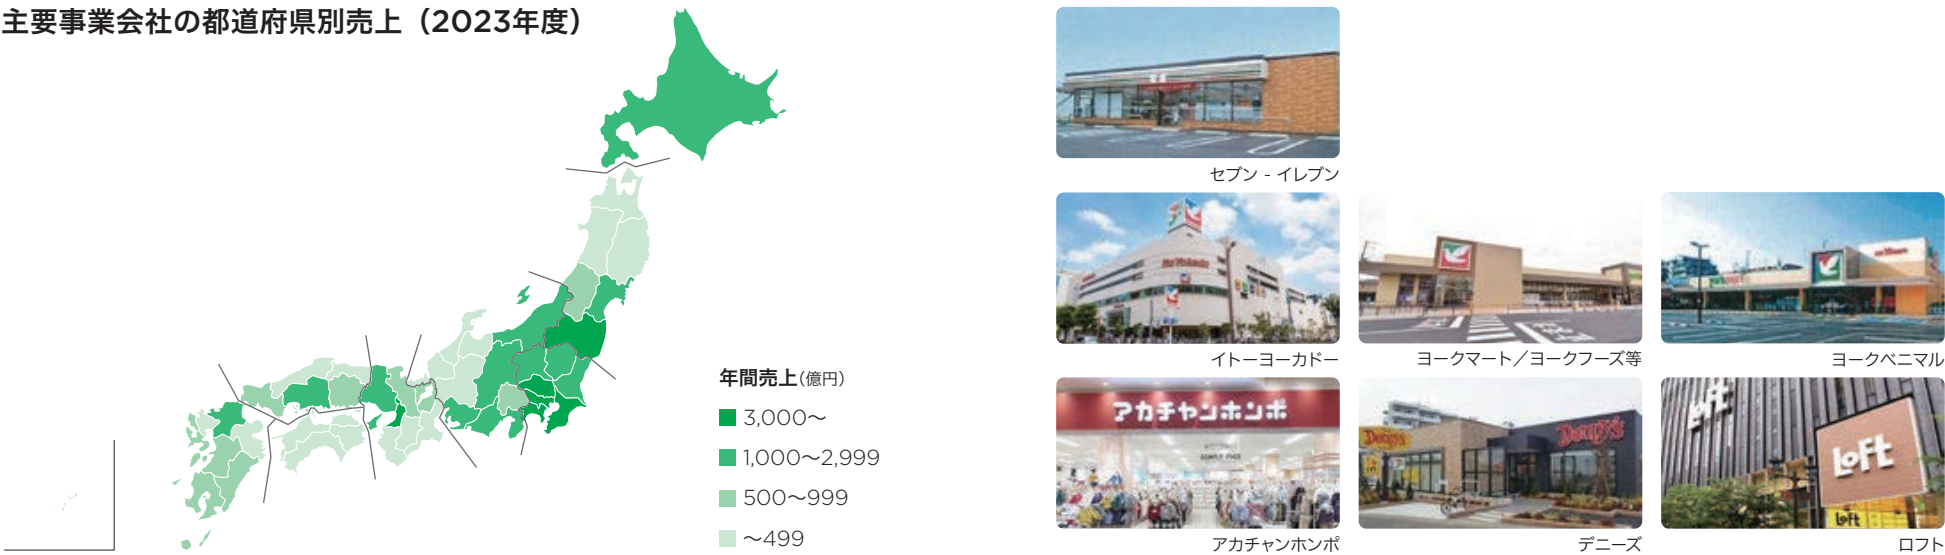 主要事業会社の都道府県別売上（2023年度）
年間売上(億円)
3,000～
1,000～2,999
500～999
～499
セブン - イレブン
Ito Yokado
イトーヨーカドー
ヨークマート／ヨークフーズ等
ヨークベニマル
アカチャンホンポ
アカチャンホンポ
Denny's
Denny's
デニーズ
Loft
Loft
Loft
ロフト